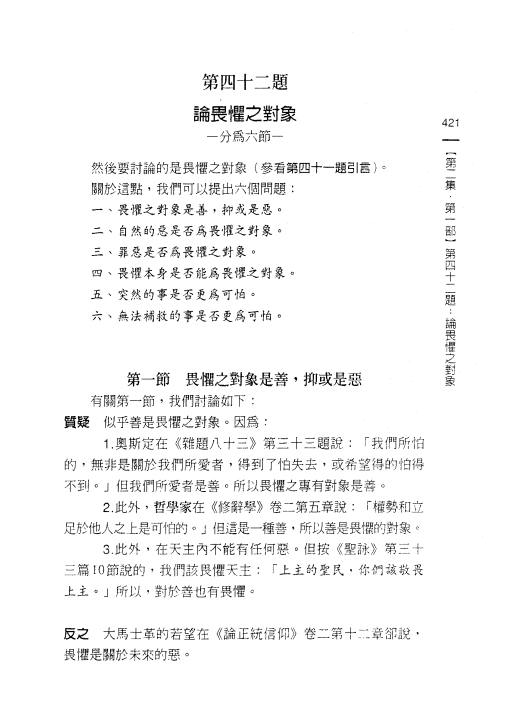 第四十二題
論畏懼之對象
—分為六節—
然後要討論的是畏懼之對象（參看第四十一題引言）。
關於這點，我們可以提出六個問題：
一、畏懼之對象是善，抑或是惡。
二、自然的惡是否為畏懼之對象。
三、罪惡是否為畏懼之對象。
四、畏懼本身是否能為畏懼之對象。
五、突然的事是否更為可怕。
六、無法補救的事是否更為可怕。
第一節　畏懼之對象是善，抑或是惡
有關第一節，我們討論如下：
質疑　似乎善是畏懼之對象。因為：
1.奧斯定在《雜題八十三》第三十三題說：「我們所怕
的，無非是關於我們所愛者，得到了怕失去，或希望得的怕得
不到。」但我們所愛者是善。所以畏懼之專有對象是善。
2.此外，哲學家在《修辭學》卷二第五章說：「權勢和立
足於他人之上是可怕的。」但這是一種善，所以善是畏懼的對象。
3.此外，在天主內不能有任何惡。但按《聖詠》第三十
三篇10節說的，我們該畏懼天主：「上主的聖民，你們該敬畏
上主。」所以，對於善也有畏懼。
反之　大馬士革的若望在《論正統信仰》卷二第十二章卻說，
畏懼是關於未來的惡。
421
【第二集．第一部】第四十二題：論畏懼之對象